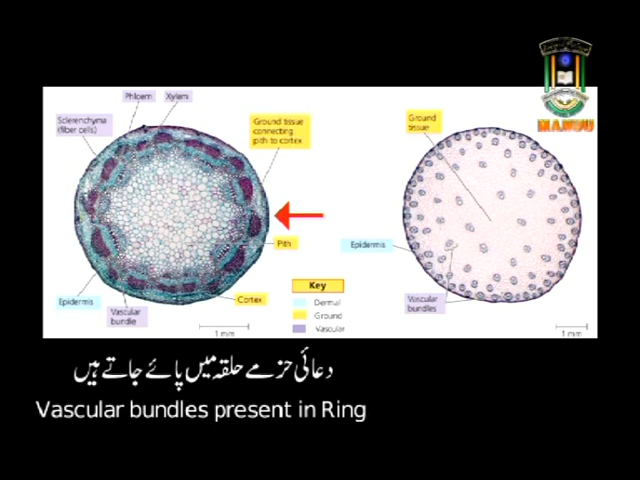 MANUU
Phloem
Xylem
Sclerenchyma
(fiber cells)
Ground tissue
connecting
pith to cortex
Ground
tissue
Pith
Epidermis
Key
Dermal
Ground
Vascular
Epidermis
Vascular
bundle
Cortex
Vascular
bundles
1 mm
1 mm
دعائی حزمے حلقہ میں پائے جاتے ہیں
Vascular bundles present in Ring